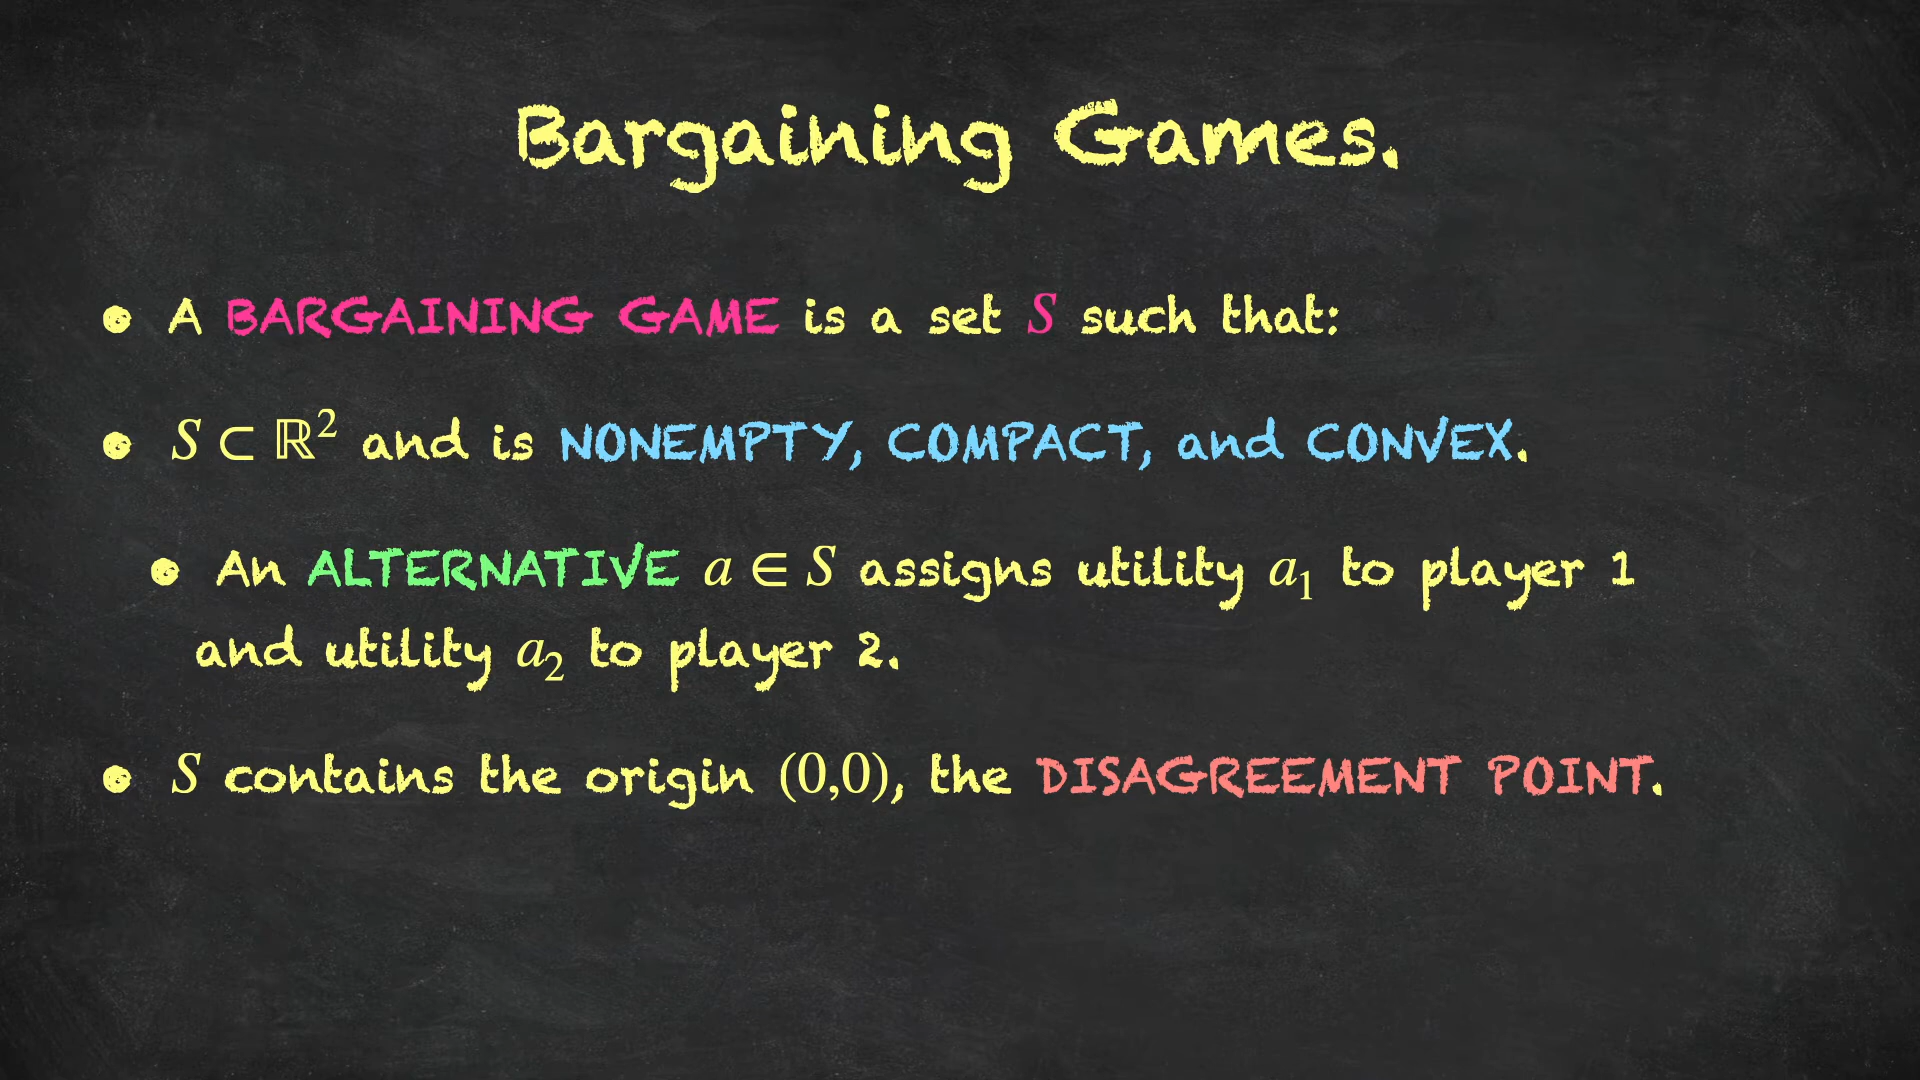 Bargaining Games.
• A BARGAINING GAME is a set S such that:
• S ⊂ ℝ² and is NONEMPTY, COMPACT, and CONVEX.
• An ALTERNATIVE a ∈ S assigns utility a₁ to player 1
and utility a₂ to player 2.
• S contains the origin (0,0), the DISAGREEMENT POINT.